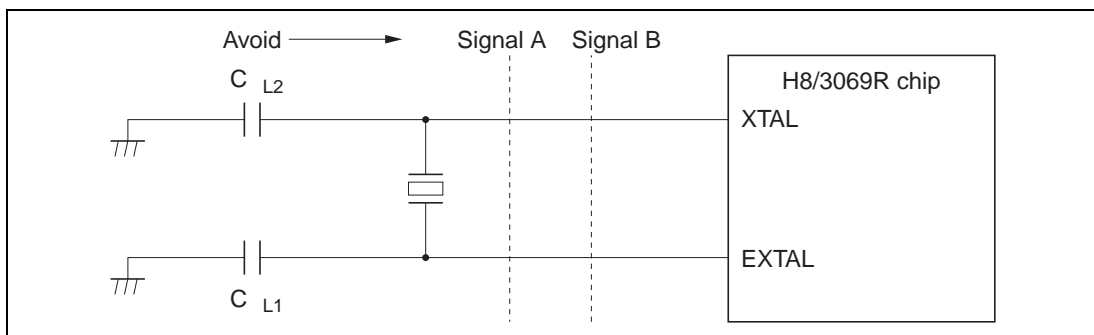 Avoid Signal A Signal B
C L2
H8/3069R chip
XTAL
EXTAL
C L1